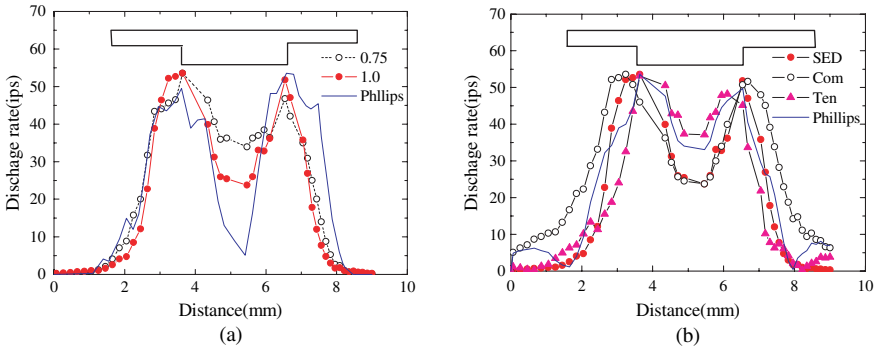 70
60
50
40
30
20
10
0
Dischage rate(ips)
0 2 4 6 8 10
Distance(mm)
0.75
1.0
Phllips
(a)
70
60
50
40
30
20
10
0
Discharge rate(ips)
0 2 4 6 8 10
Distance(mm)
SED
Com
Ten
Phillips
(b)